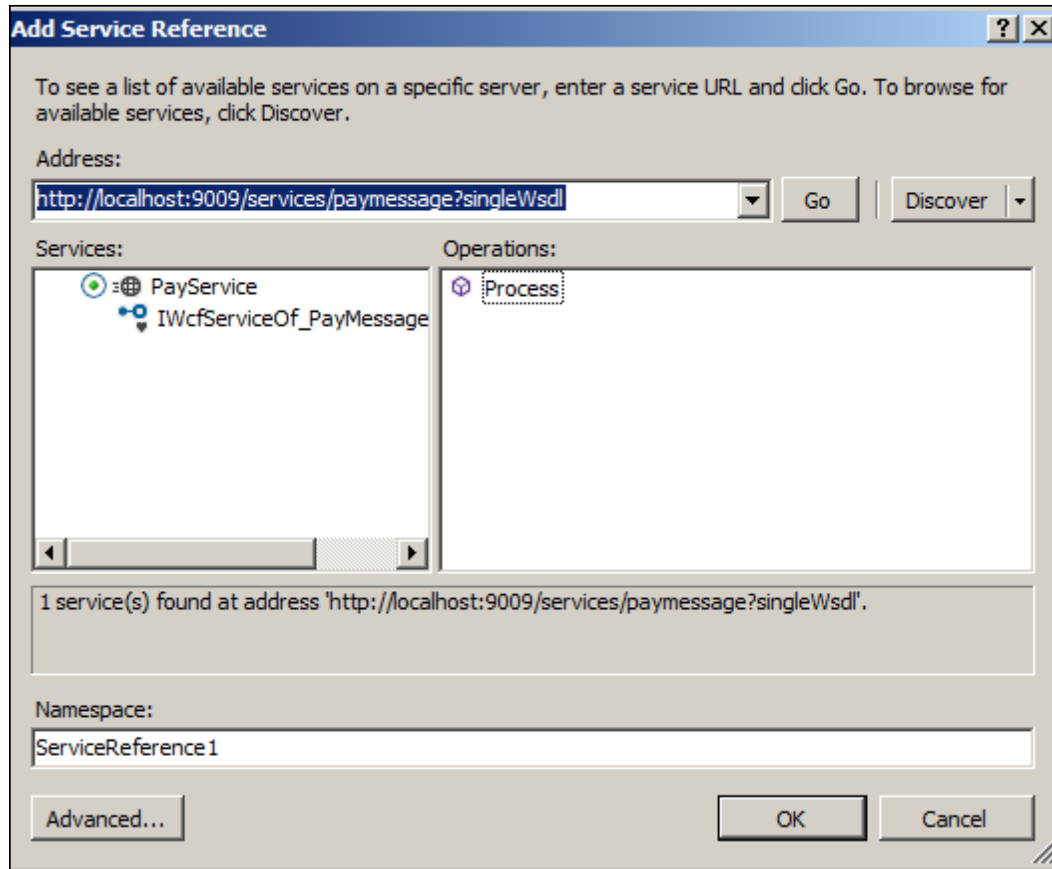 Add Service Reference
To see a list of available services on a specific server, enter a service URL and click Go. To browse for
available services, click Discover.
Address:
http://localhost:9009/services/paymessage?singleWsdl
Go
Discover
Services:
Operations:
PayService
IWcfServiceOf_PayMessage
Process
1 service(s) found at address 'http://localhost:9009/services/paymessage?singleWsdl'.
Namespace:
ServiceReference1
Advanced...
OK
Cancel